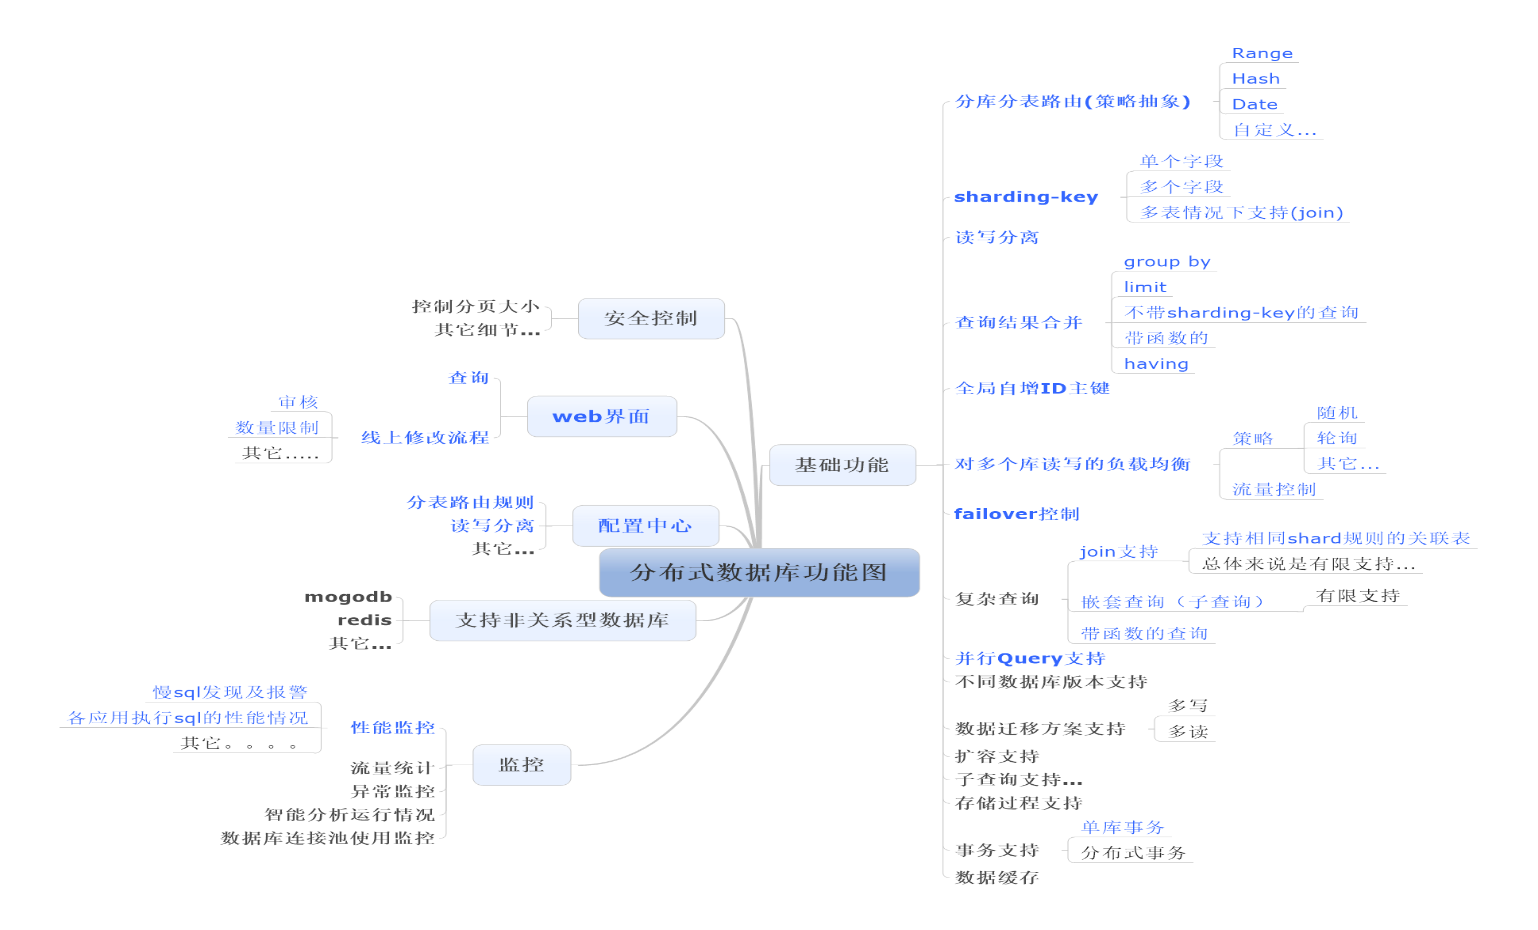 分布式数据库功能图
基础功能
分库分表路由(策略抽象)
Range
Hash
Date
自定义...
sharding-key
单个字段
多个字段
多表情况下支持(join)
读写分离
查询结果合并
group by
limit
不带sharding-key的查询
带函数的
having
全局自增ID主键
对多个库读写的负载均衡
策略
随机
轮询
其它...
流量控制
failover控制
复杂查询
join支持
支持相同shard规则的关联表
总体来说是有限支持...
嵌套查询（子查询）
有限支持
带函数的查询
并行Query支持
不同数据库版本支持
数据迁移方案支持
多写
多读
扩容支持
子查询支持...
存储过程支持
事务支持
单库事务
分布式事务
数据缓存
安全控制
控制分页大小
其它细节...
web界面
查询
线上修改流程
审核
数量限制
其它.....
配置中心
分表路由规则
读写分离
其它...
支持非关系型数据库
mogodb
redis
其它...
监控
性能监控
慢sql发现及报警
各应用执行sql的性能情况
其它。。。。
流量统计
异常监控
智能分析运行情况
数据库连接池使用监控